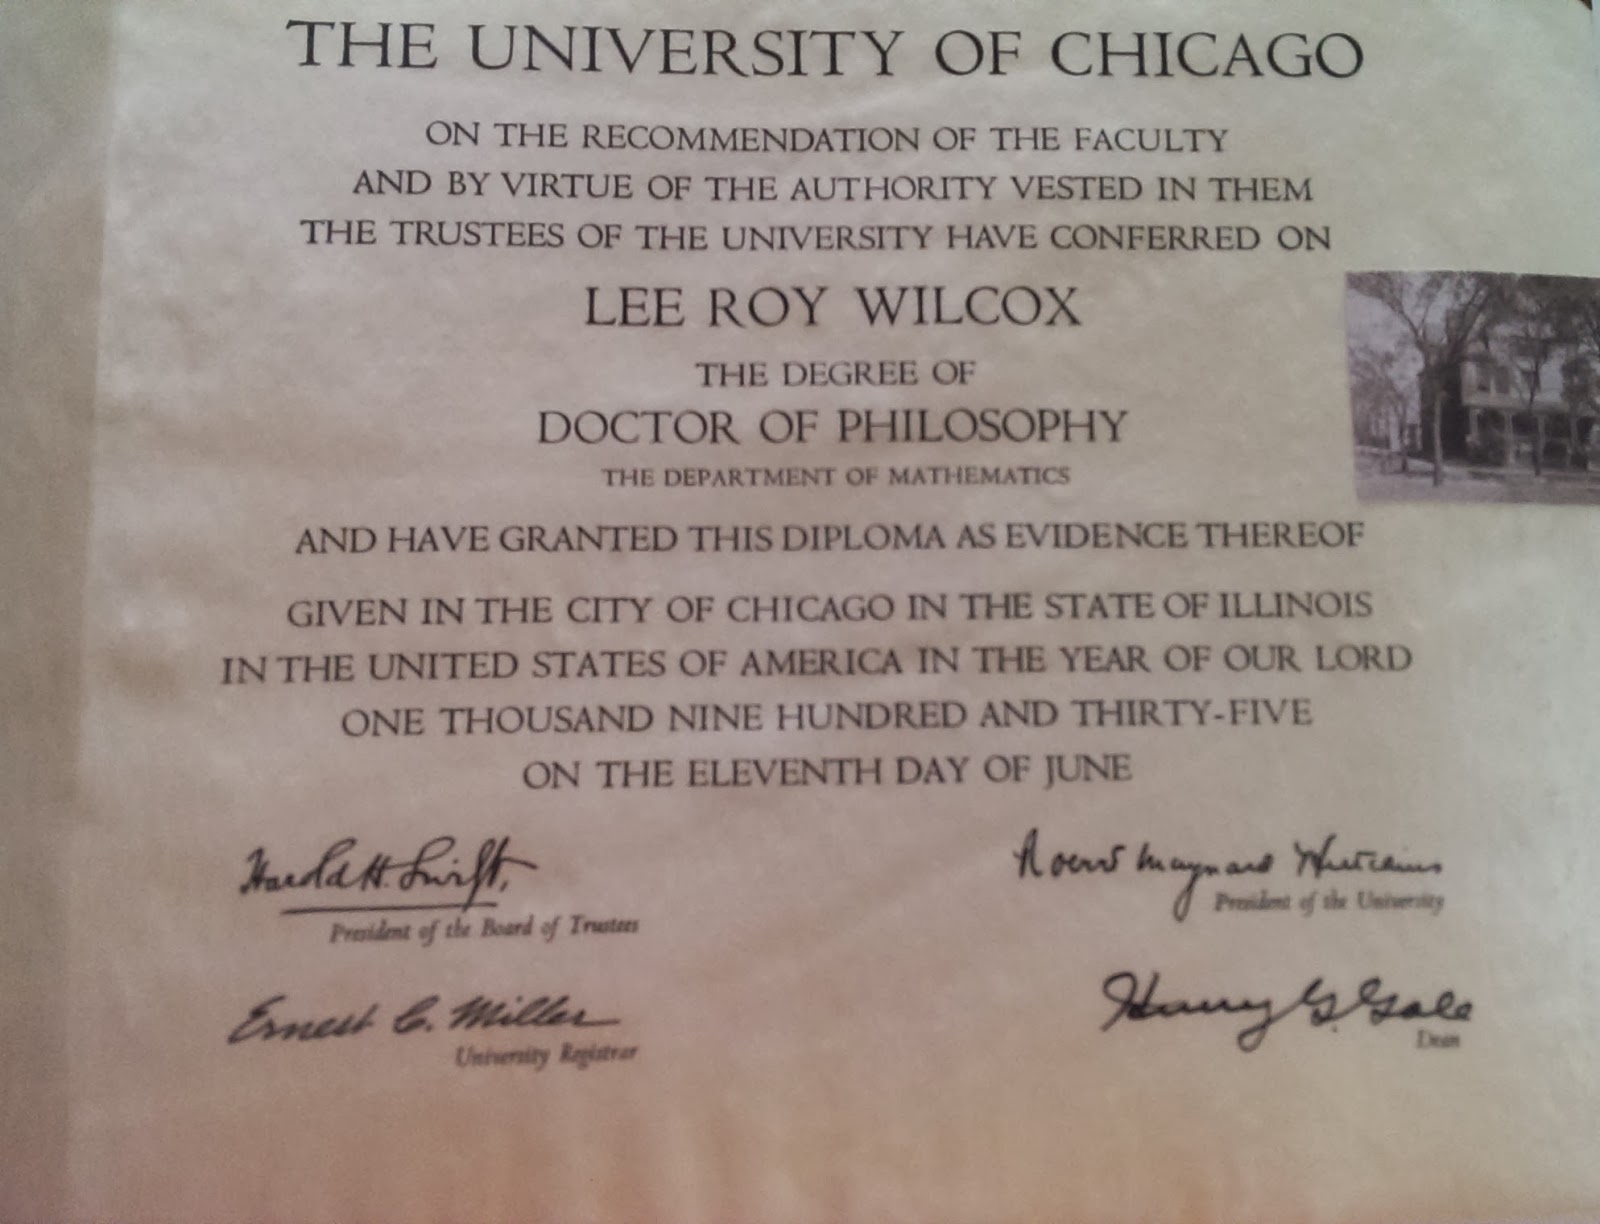 THE UNIVERSITY OF CHICAGO
ON THE RECOMMENDATION OF THE FACULTY
AND BY VIRTUE OF THE AUTHORITY VESTED IN THEM
THE TRUSTEES OF THE UNIVERSITY HAVE CONFERRED ON
LEE ROY WILCOX
THE DEGREE OF
DOCTOR OF PHILOSOPHY
THE DEPARTMENT OF MATHEMATICS
AND HAVE GRANTED THIS DIPLOMA AS EVIDENCE THEREOF
GIVEN IN THE CITY OF CHICAGO IN THE STATE OF ILLINOIS
IN THE UNITED STATES OF AMERICA IN THE YEAR OF OUR LORD
ONE THOUSAND NINE HUNDRED AND THIRTY-FIVE
ON THE ELEVENTH DAY OF JUNE
Harold H. Swift,
President of the Board of Trustees
Robert Maynard Hutchins
President of the University
Ernest C. Miller
University Registrar
Henry G. Gale
Dean